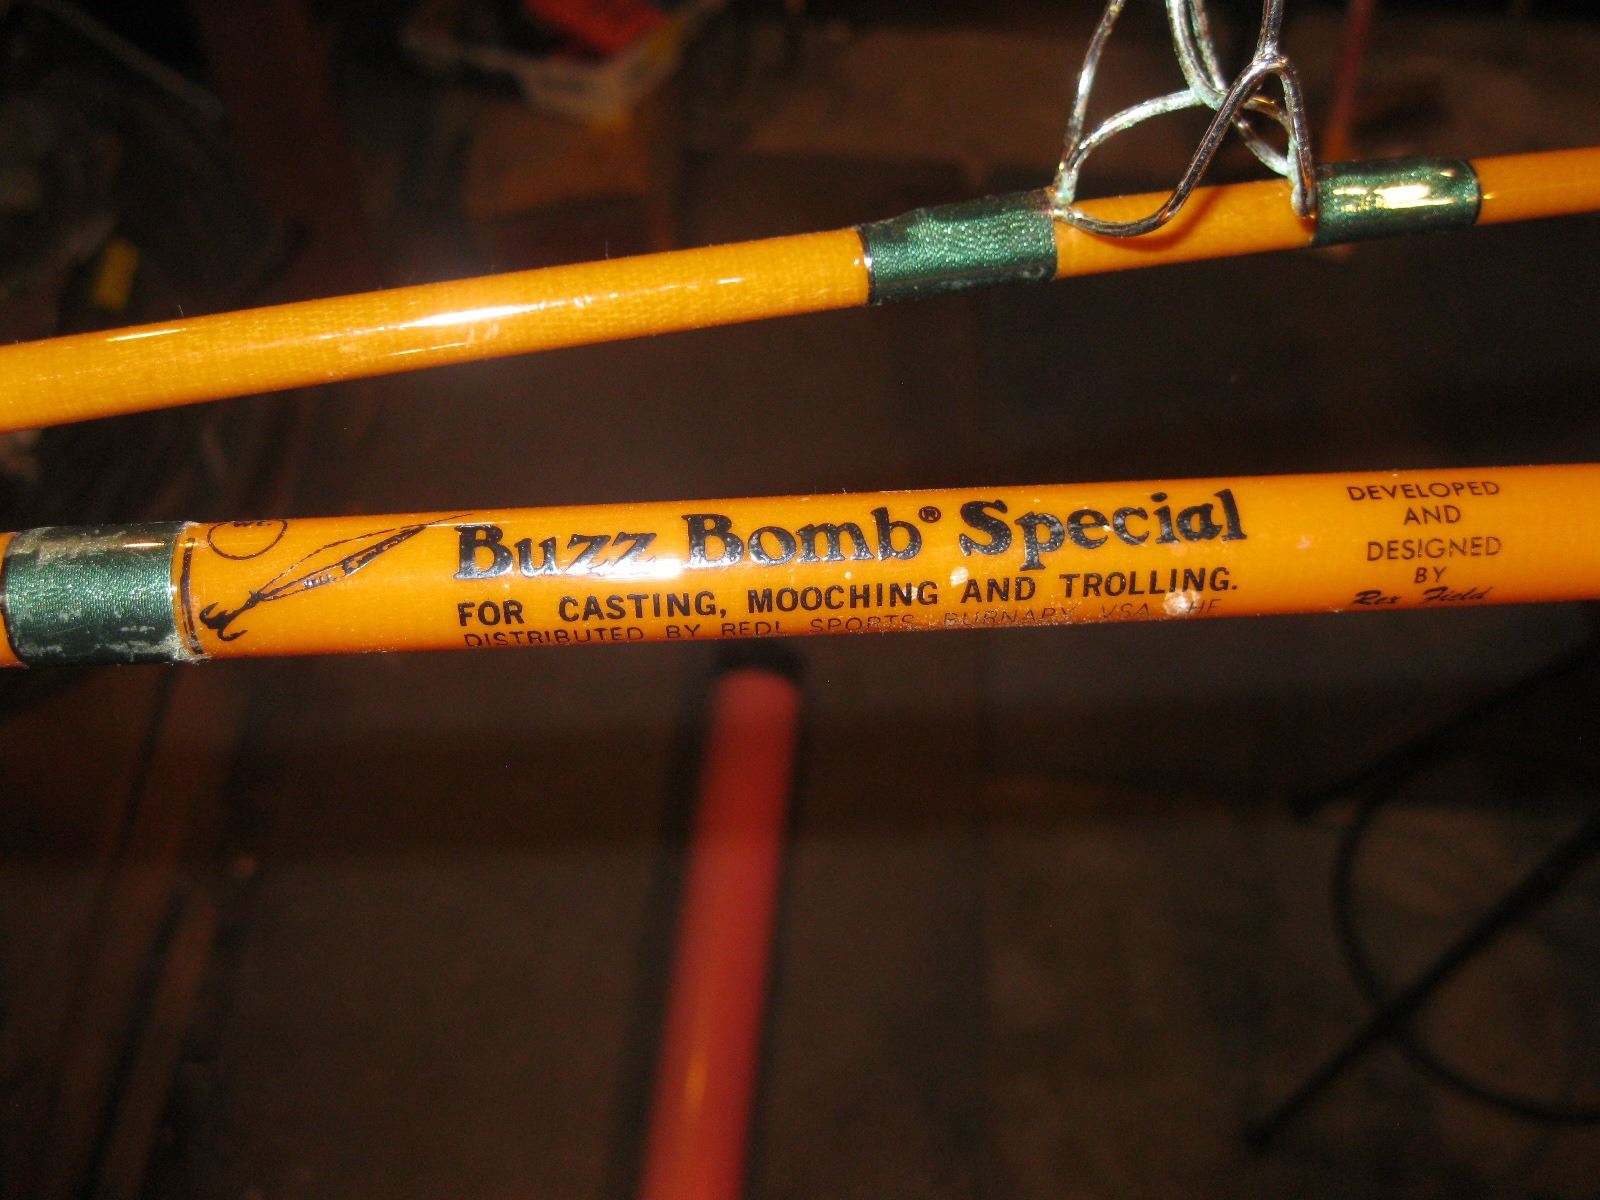 Buzz Bomb® Special
FOR CASTING, MOOCHING AND TROLLING.
DISTRIBUTED BY REDL SPORTS, BURNABY,
DEVELOPED
AND
DESIGNED
BY
Rex Field